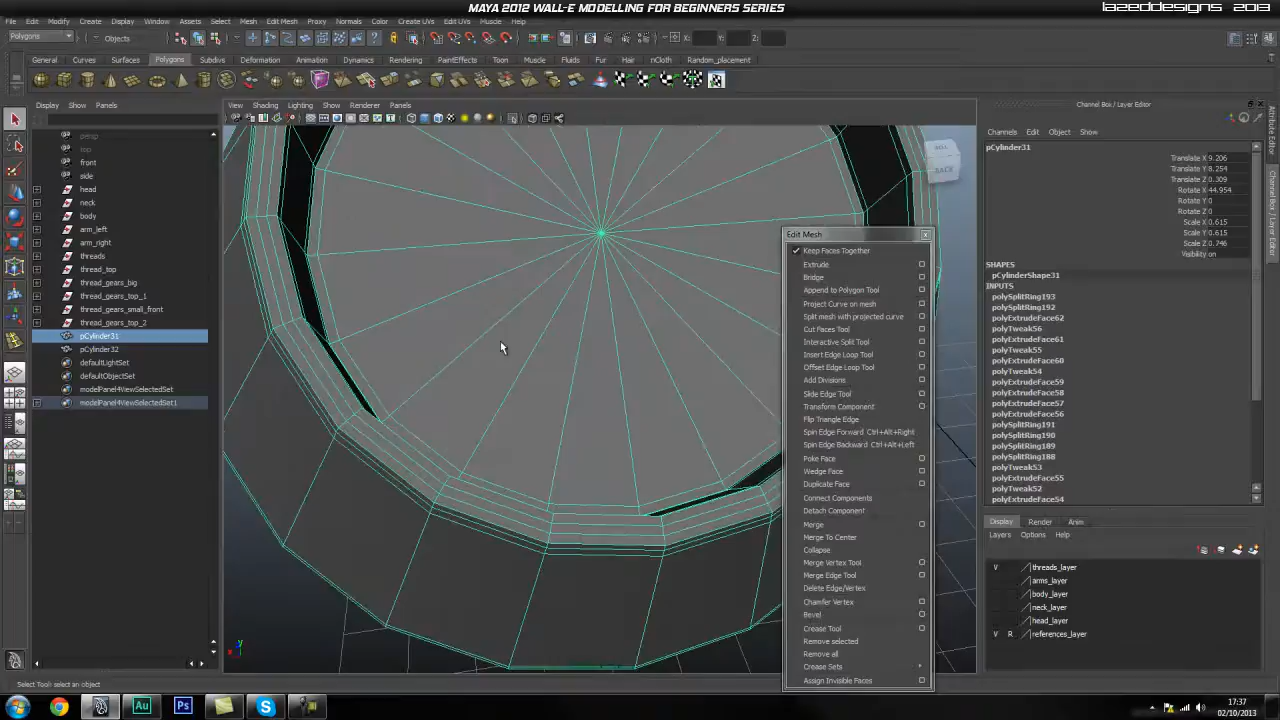 MAYA 2012 WALL-E MODELLING FOR BEGINNERS SERIES
LAZEDDESIGNS 2013
File Edit Modify Create Display Window Assets Select Mesh Edit Mesh Proxy Normals Color Create UVs Edit UVs Muscle Help
Polygons Objects X: Y: Z:
General Curves Surfaces Polygons Subdivs Deformation Animation Dynamics Rendering PaintEffects Toon Muscle Fluids Fur Hair nCloth Random_placement
Display Show Panels
View Shading Lighting Show Renderer Panels
Channel Box / Layer Editor
persp
top
front
side
head
neck
body
arm_left
arm_right
threads
thread_top
thread_gears_big
thread_gears_top_1
thread_gears_small_front
thread_gears_top_2
pCylinder31
pCylinder32
defaultLightSet
defaultObjectSet
modelPanel4ViewSelectedSet
modelPanel4ViewSelectedSet1
BACK
Edit Mesh
Keep Faces Together
Extrude
Bridge
Append to Polygon Tool
Project Curve on mesh
Split mesh with projected curve
Cut Faces Tool
Interactive Split Tool
Insert Edge Loop Tool
Offset Edge Loop Tool
Add Divisions
Slide Edge Tool
Transform Component
Flip Triangle Edge
Spin Edge Forward Ctrl+Alt+Right
Spin Edge Backward Ctrl+Alt+Left
Poke Face
Wedge Face
Duplicate Face
Connect Components
Detach Component
Merge
Merge To Center
Collapse
Merge Vertex Tool
Merge Edge Tool
Delete Edge/Vertex
Chamfer Vertex
Bevel
Crease Tool
Remove selected
Remove all
Crease Sets
Assign Invisible Faces
Channels Edit Object Show
pCylinder31
Translate X 9.206
Translate Y 8.254
Translate Z 0.309
Rotate X 44.954
Rotate Y 0
Rotate Z 0
Scale X 0.615
Scale Y 0.615
Scale Z 0.746
Visibility on
SHAPES
pCylinderShape31
INPUTS
polySplitRing193
polySplitRing192
polyExtrudeFace62
polyTweak56
polyExtrudeFace61
polyTweak55
polyExtrudeFace60
polyTweak54
polyExtrudeFace59
polyExtrudeFace58
polyExtrudeFace57
polyExtrudeFace56
polySplitRing191
polySplitRing190
polySplitRing189
polySplitRing188
polyTweak53
polyExtrudeFace55
polyTweak52
polyExtrudeFace54
Attribute Editor
Channel Box / Layer Editor
Display Render Anim
Layers Options Help
V threads_layer
arms_layer
body_layer
neck_layer
head_layer
V R references_layer
y
Select Tool: select an object
Au
Ps
17:37
02/10/2013